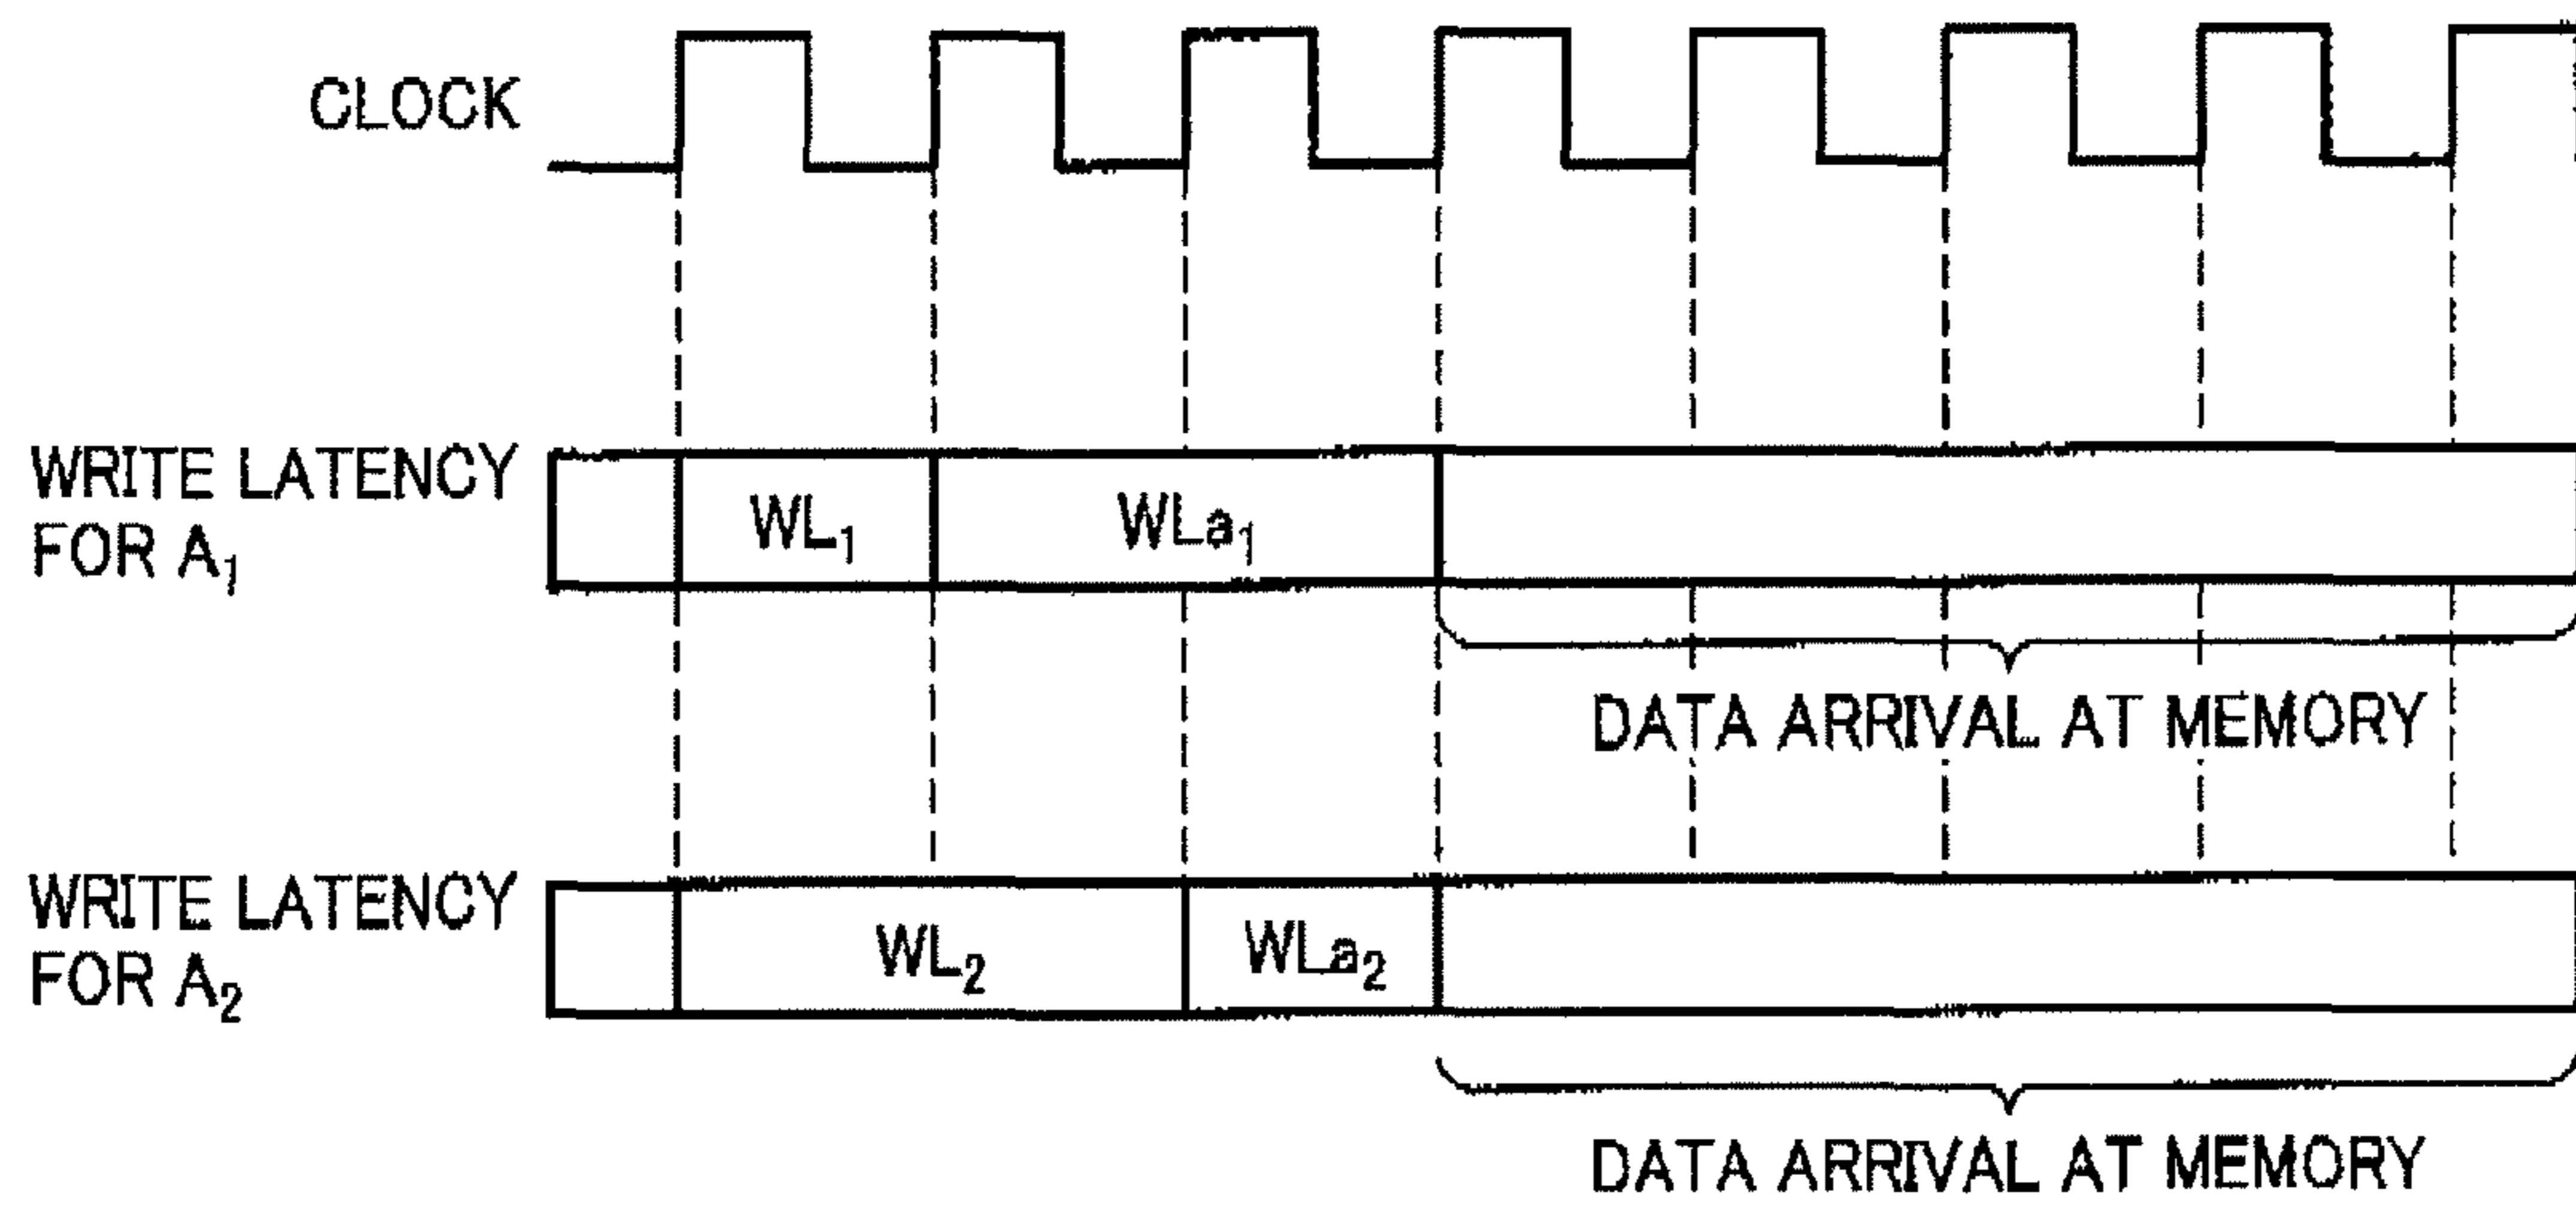 CLOCK
WRITE LATENCY
FOR A₁
WL₁
WLa₁
DATA ARRIVAL AT MEMORY
WRITE LATENCY
FOR A₂
WL₂
WLa₂
DATA ARRIVAL AT MEMORY